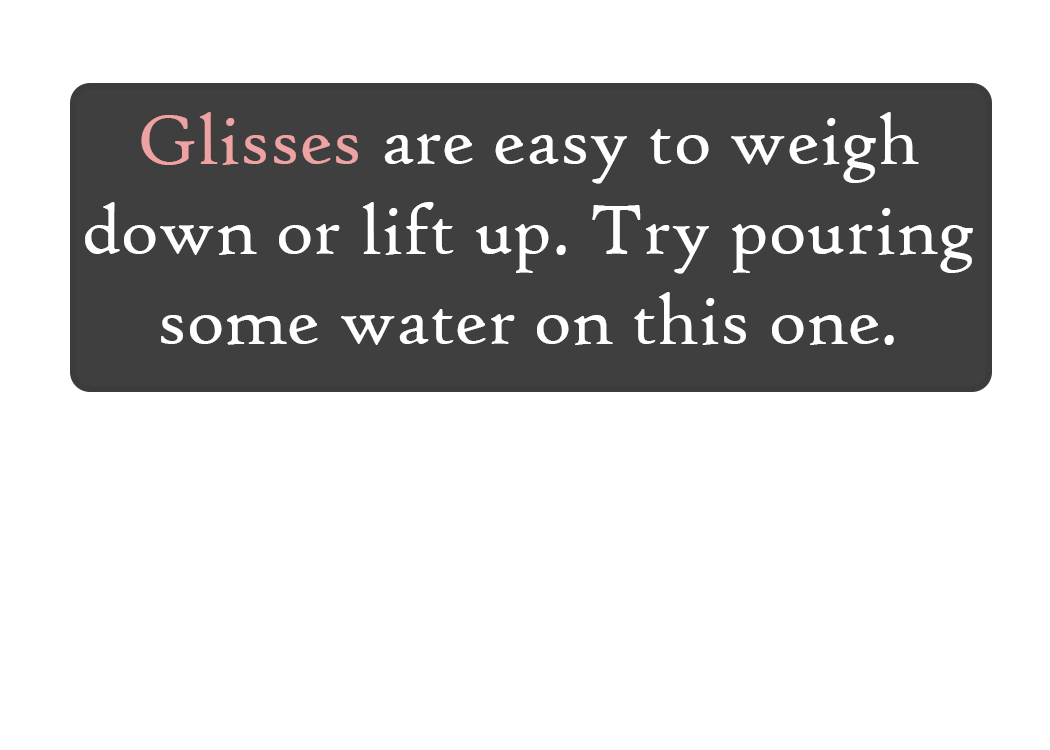 Glisses are easy to weigh
down or lift up. Try pouring
some water on this one.